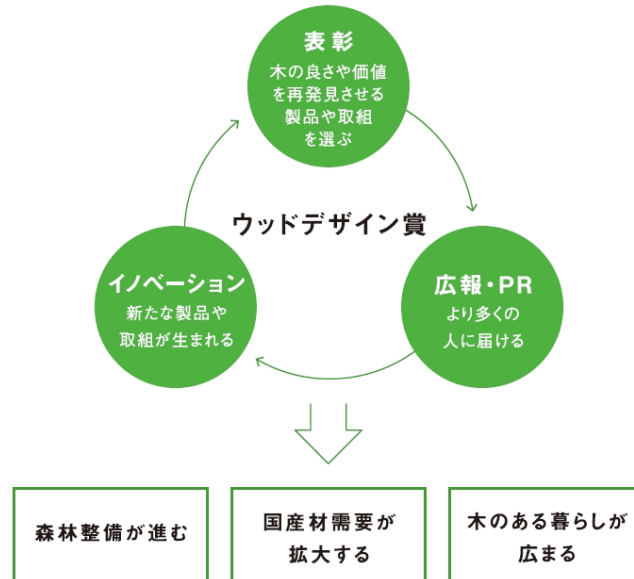 表彰
木の良さや価値
を再発見させる
製品や取組
を選ぶ
ウッドデザイン賞
イノベーション
新たな製品や
取組が生まれる
広報・PR
より多くの
人に届ける
森林整備が進む
国産材需要が
拡大する
木のある暮らしが
広まる